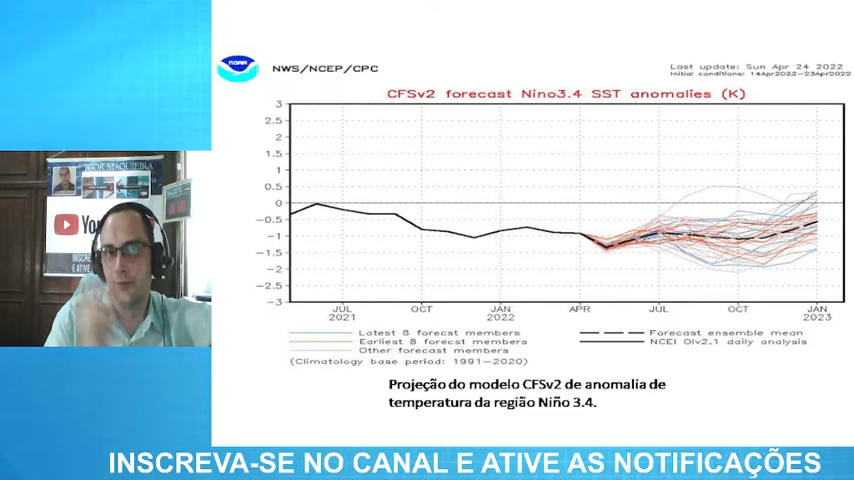 NOAA
NWS/NCEP/CPC
Last update: Sun Apr 24 2022
Initial conditions: 14Apr2022-23Apr2022
CFSv2 forecast Nino3.4 SST anomalies (K)
3
2.5
2
1.5
1
0.5
0
-0.5
-1
-1.5
-2
-2.5
-3
JUL
2021
OCT
JAN
2022
APR
JUL
OCT
JAN
2023
Latest 8 forecst members
Earliest 8 forecst members
Other forecast members
(Climatology base period: 1991-2020)
Forecast ensemble mean
NCEI OIv2.1 daily analysis
Projeção do modelo CFSv2 de anomalia de
temperatura da região Niño 3.4.
IGOR MAQUIEIRA
INSCREVA-SE NO CANAL E ATIVE AS NOTIFICAÇÕES